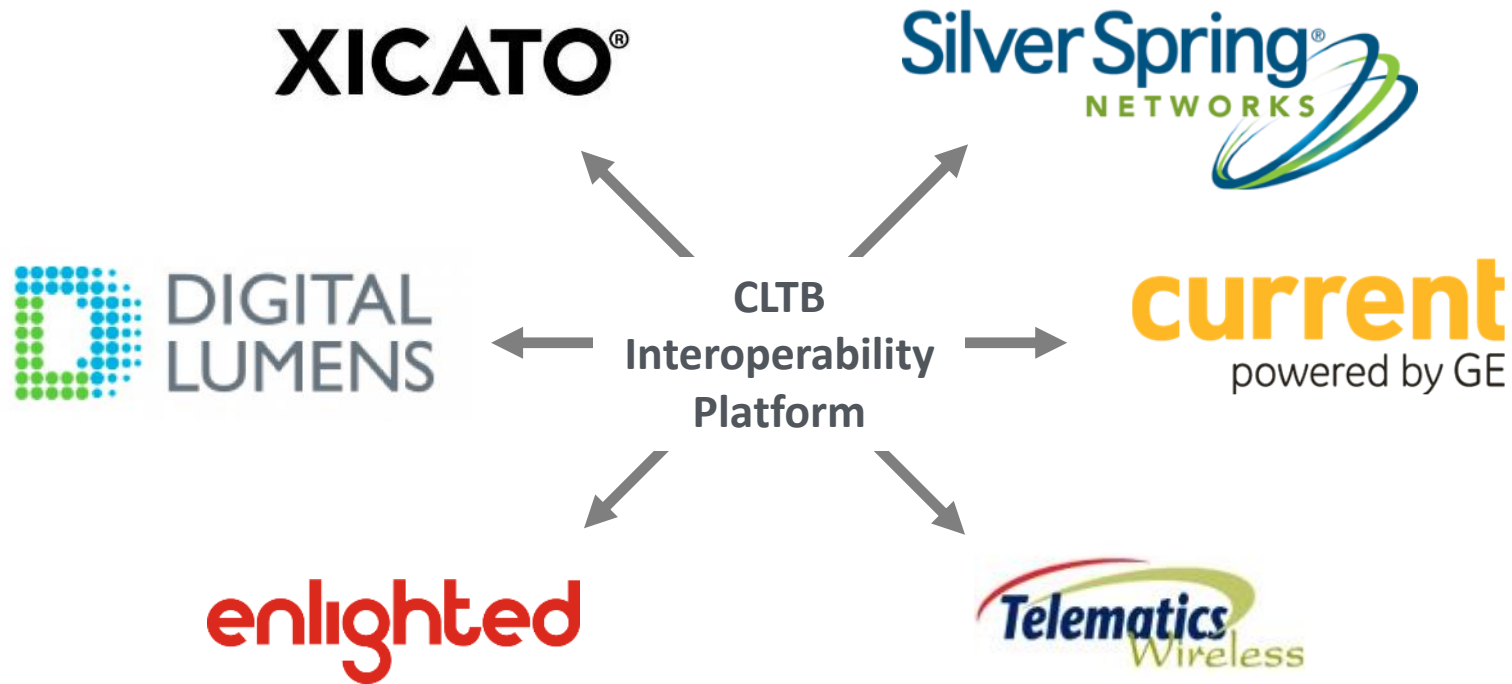 XICATO®
Silver Spring®
NETWORKS
DIGITAL
LUMENS
CLTB
Interoperability
Platform
current
powered by GE
enlighted
Telematics
Wireless